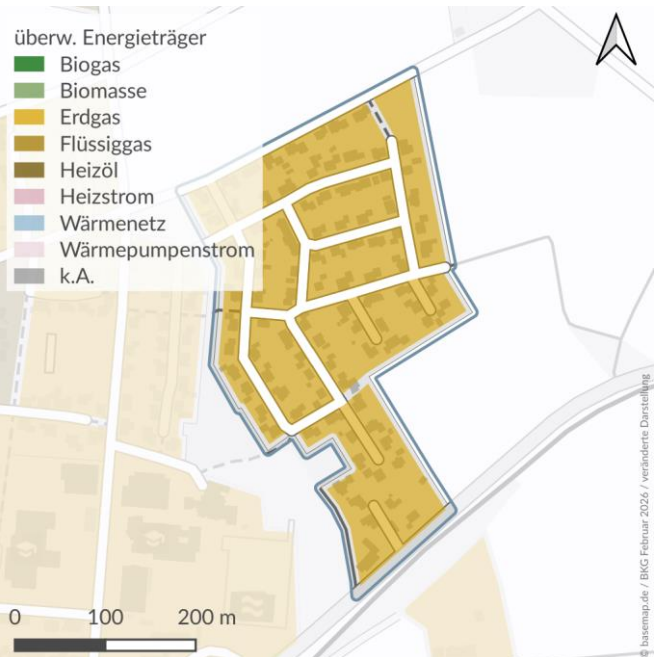 überw. Energieträger
Biogas
Biomasse
Erdgas
Flüssiggas
Heizöl
Heizstrom
Wärmenetz
Wärmepumpenstrom
k.A.
0 100 200 m
© basemap.de / BKG Februar 2026 / veränderte Darstellung